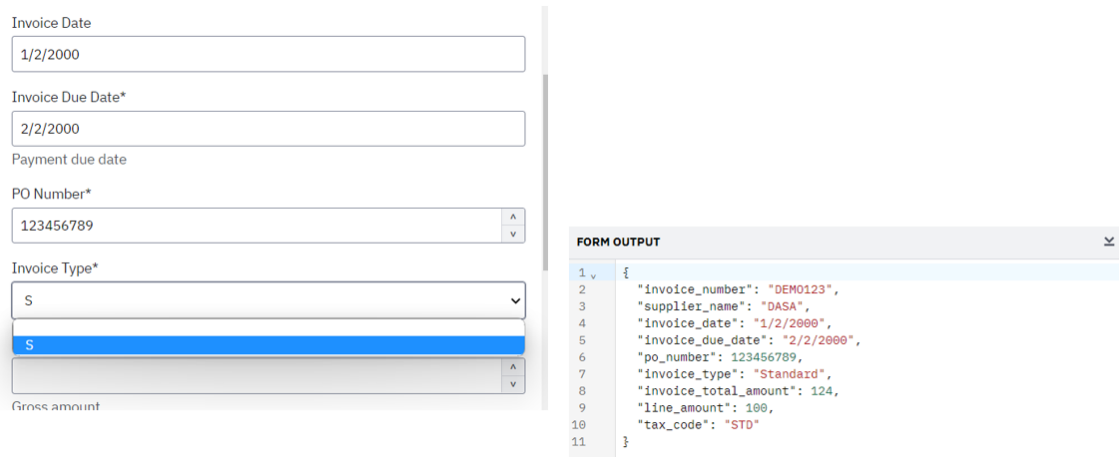 Invoice Date
1/2/2000
Invoice Due Date*
2/2/2000
Payment due date
PO Number*
123456789
Invoice Type*
S
S
Gross amount
FORM OUTPUT
1 {
2 "invoice_number": "DEMO123",
3 "supplier_name": "DASA",
4 "invoice_date": "1/2/2000",
5 "invoice_due_date": "2/2/2000",
6 "po_number": 123456789,
7 "invoice_type": "Standard",
8 "invoice_total_amount": 124,
9 "line_amount": 100,
10 "tax_code": "STD"
11 }